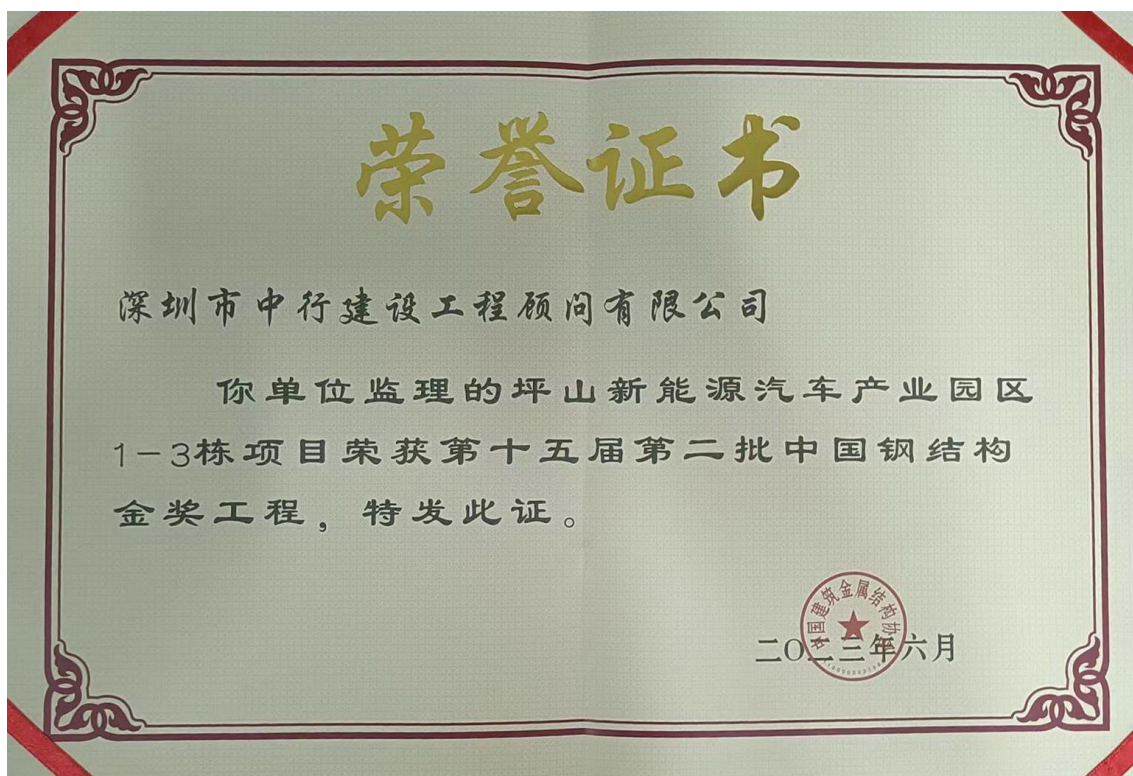 荣誉证书
深圳市中行建设工程顾问有限公司
你单位监理的坪山新能源汽车产业园区
1-3栋项目荣获第十五届第二批中国钢结构
金奖工程，特发此证。
中国建筑金属结构协会
二〇二三年六月